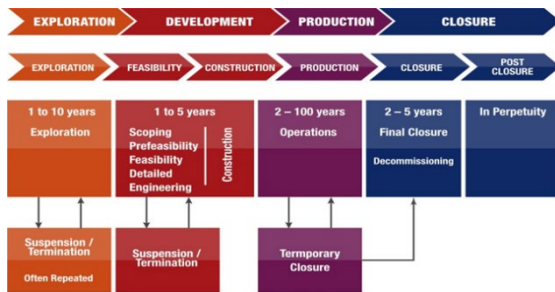 EXPLORATION
DEVELOPMENT
PRODUCTION
CLOSURE
EXPLORATION
FEASIBILITY
CONSTRUCTION
PRODUCTION
CLOSURE
POST
CLOSURE
1 to 10 years
Exploration
1 to 5 years
Scoping
Prefeasibility
Feasibility
Detailed
Engineering
Construction
2 – 100 years
Operations
2 – 5 years
Final Closure
Decommissioning
In Perpetuity
Suspension /
Termination
Often Repeated
Suspension /
Termination
Termporary
Closure